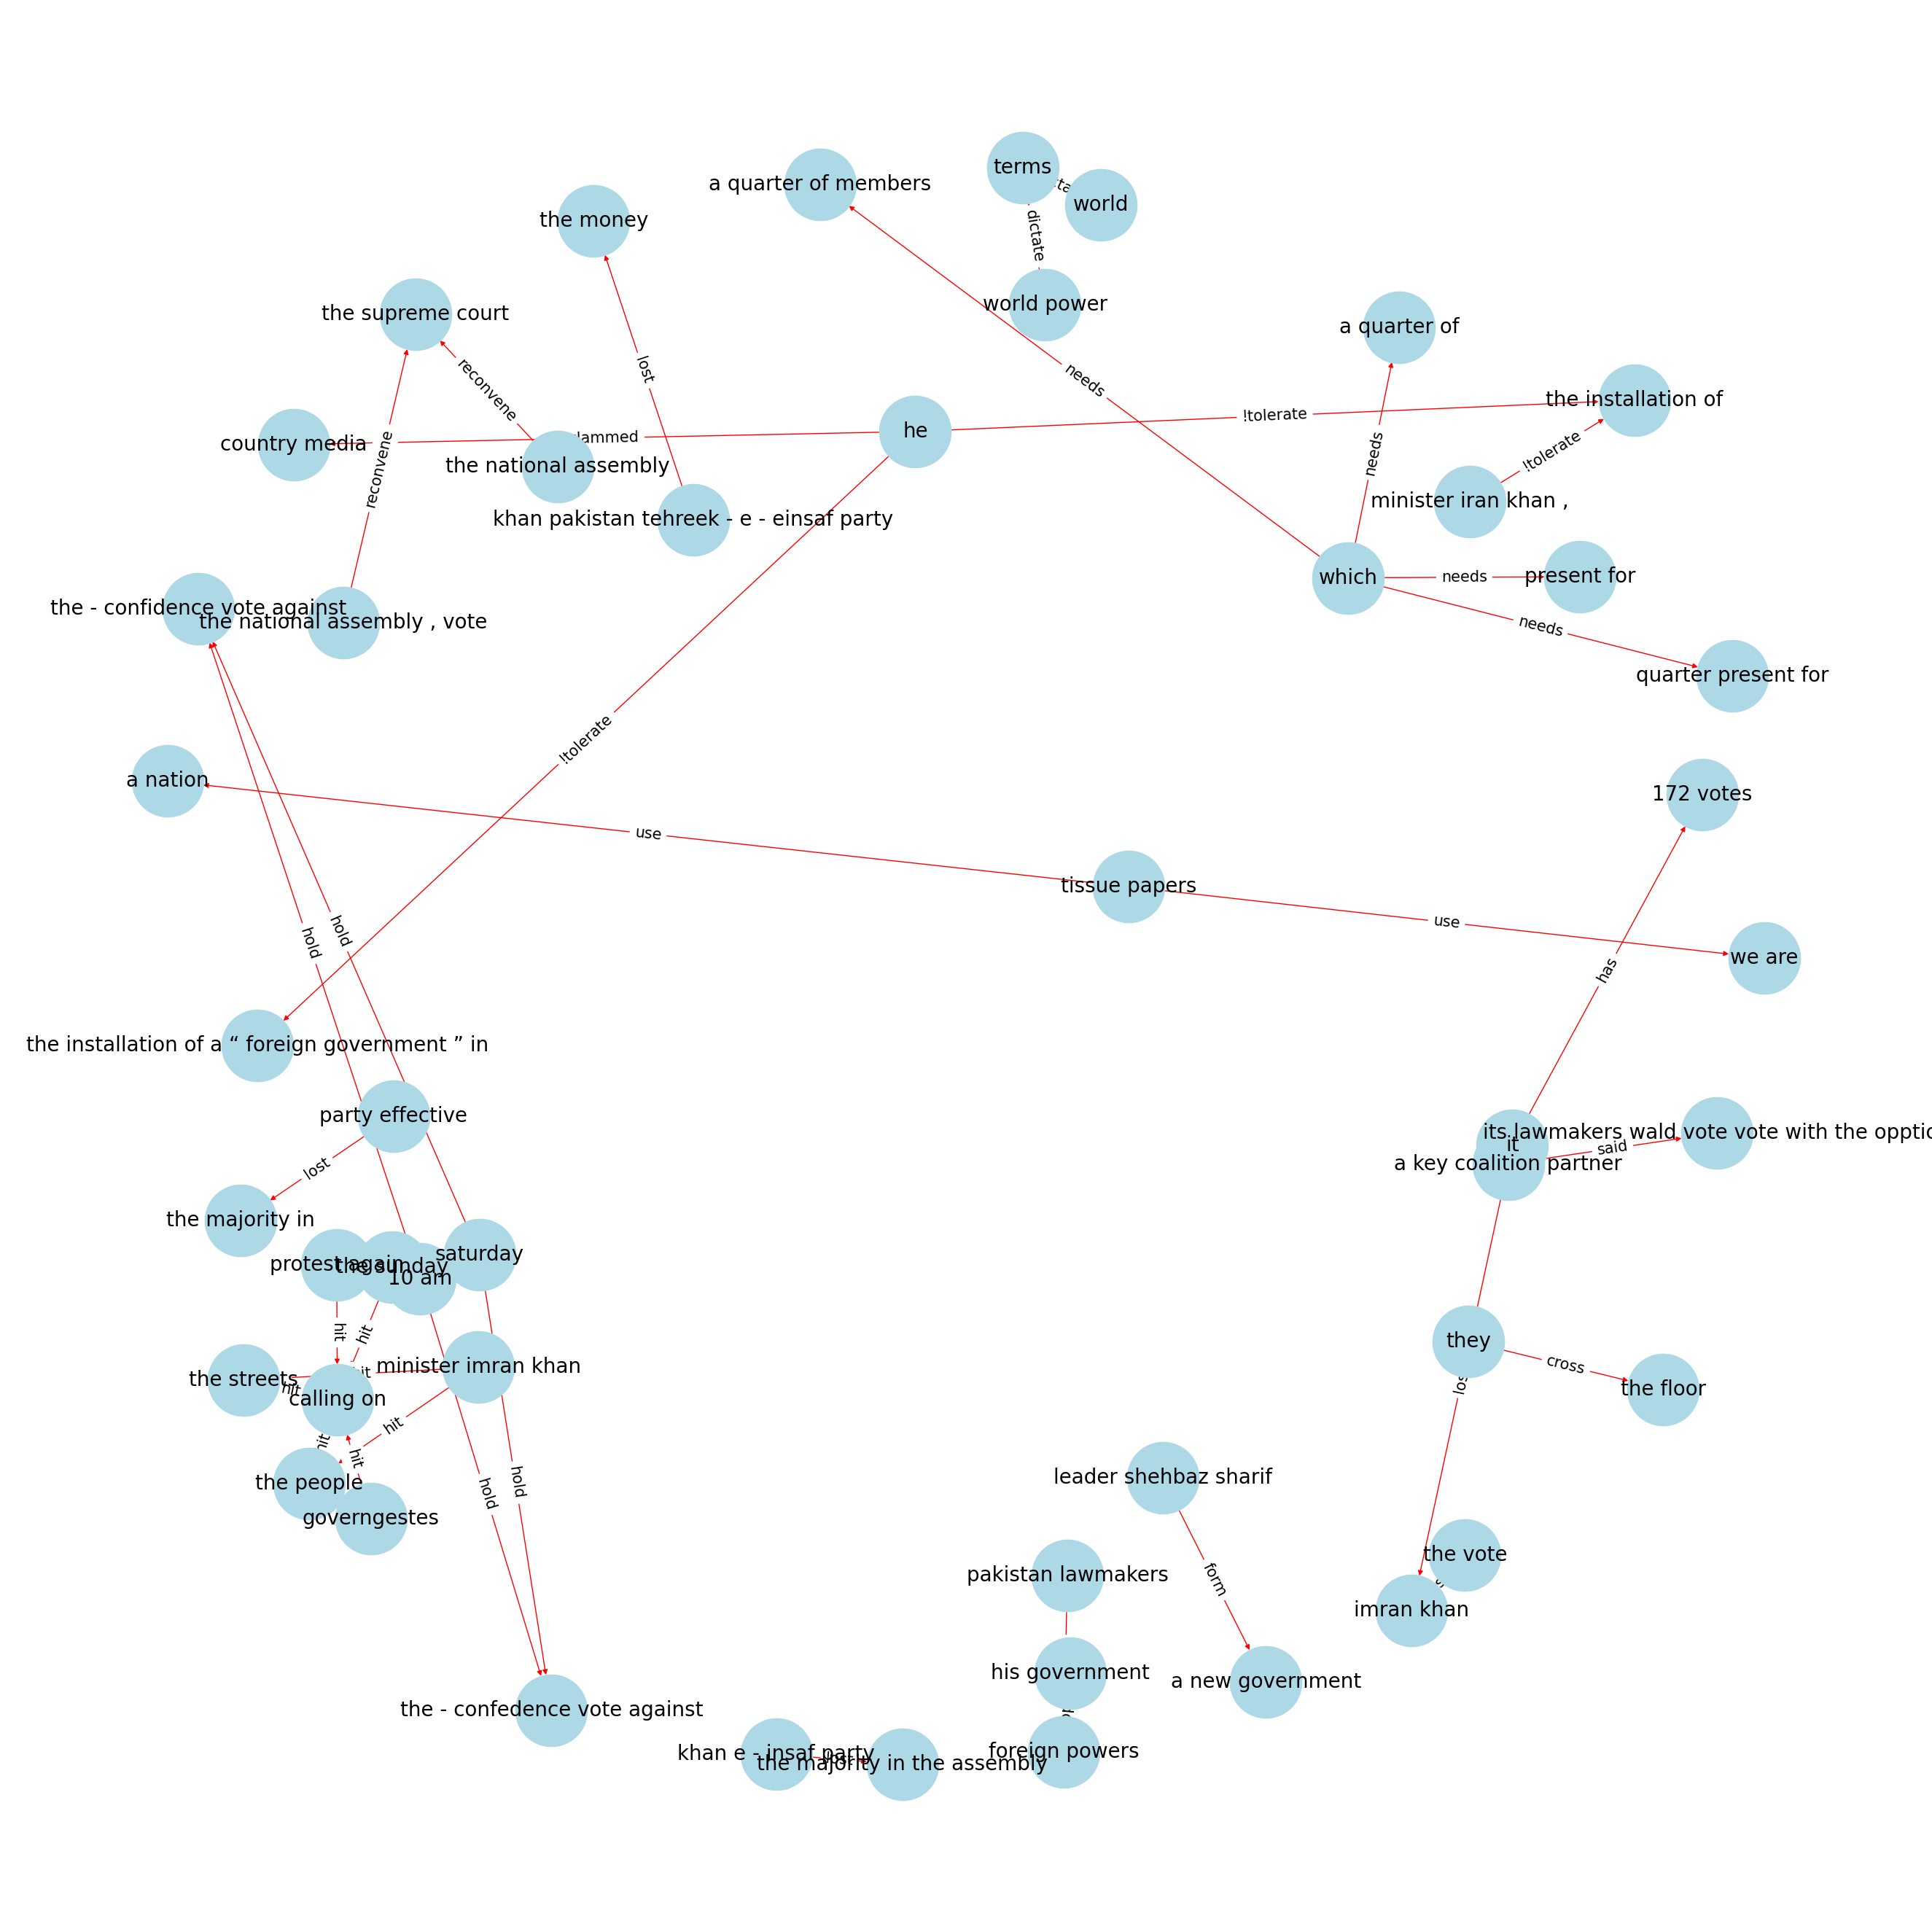 terms
a quarter of members
world
the money
dictate
world power
the supreme court
a quarter of
lost
reconvene
needs
the installation of
!tolerate
he
country media
lammed
the national assembly
needs
!tolerate
reconvene
minister iran khan ,
khan pakistan tehreek - e - einsaf party
which
needs
present for
the - confidence vote against
the national assembly , vote
needs
quarter present for
!tolerate
a nation
172 votes
use
tissue papers
use
hold
hold
we are
has
the installation of a “ foreign government ” in
party effective
its lawmakers wald vote vote with the opptio
it
said
a key coalition partner
lost
the majority in
saturday
protest again
the sunday
10 am
hit
hit
they
minister imran khan
cross
the streets
hit
the floor
calling on
hit
hit
hit
leader shehbaz sharif
the people
hold
hold
governgestes
the vote
form
pakistan lawmakers
imran khan
his government
a new government
the - confedence vote against
khan e - insaf party
foreign powers
the majority in the assembly